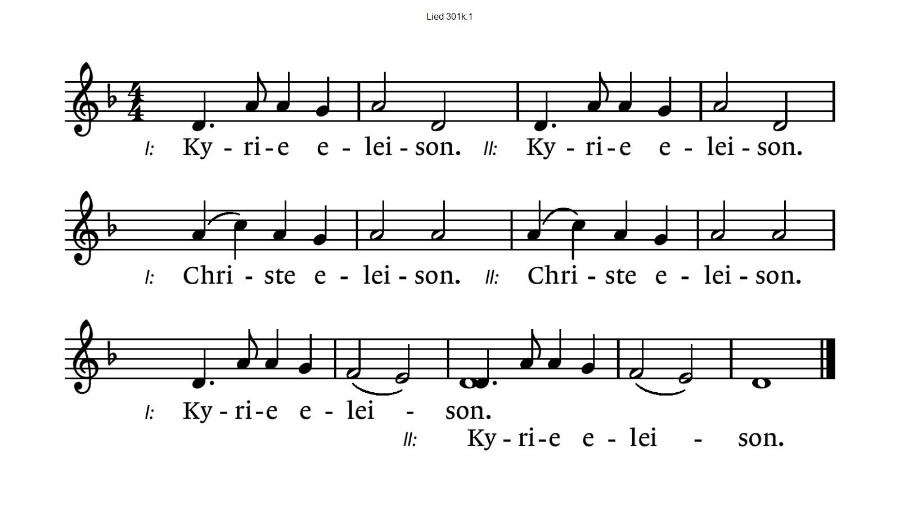 Lied 301k.1
I: Ky - ri - e e - lei - son. II: Ky - ri - e e - lei - son.
I: Chri - ste e - lei - son. II: Chri - ste e - lei - son.
I: Ky - ri - e e - lei - son.
II: Ky - ri - e e - lei - son.